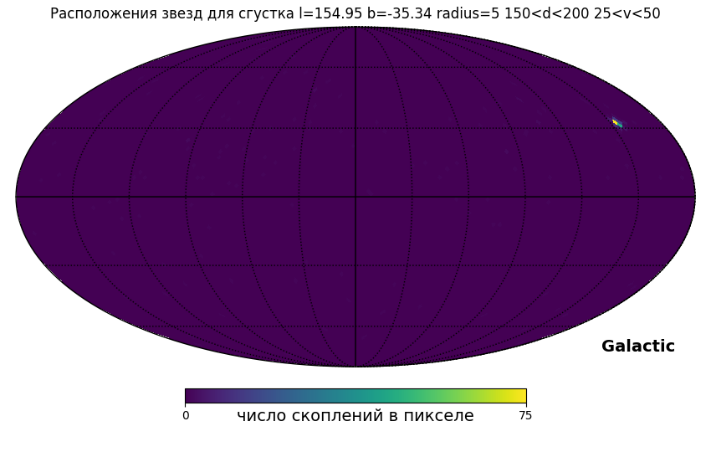 Расположения звезд для сгустка l=154.95 b=-35.34 radius=5 150<d<200 25<v<50
Galactic
0 75
число скоплений в пикселе